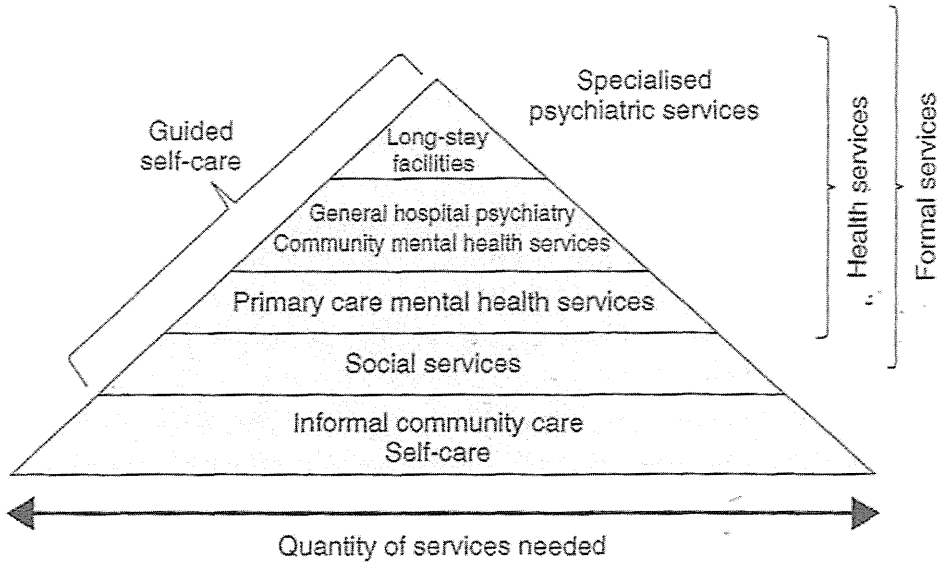 Specialised
psychiatric services
Guided
self-care
Long-stay
facilities
General hospital psychiatry
Community mental health services
Primary care mental health services
Social services
Informal community care
Self-care
Health services
Formal services
Quantity of services needed